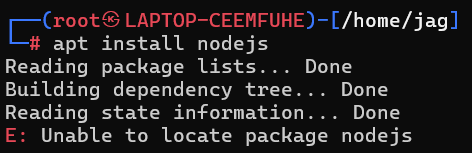 ┌──(root㉿LAPTOP-CEEMFUHE)-[/home/jag]
└─# apt install nodejs
Reading package lists... Done
Building dependency tree... Done
Reading state information... Done
E: Unable to locate package nodejs